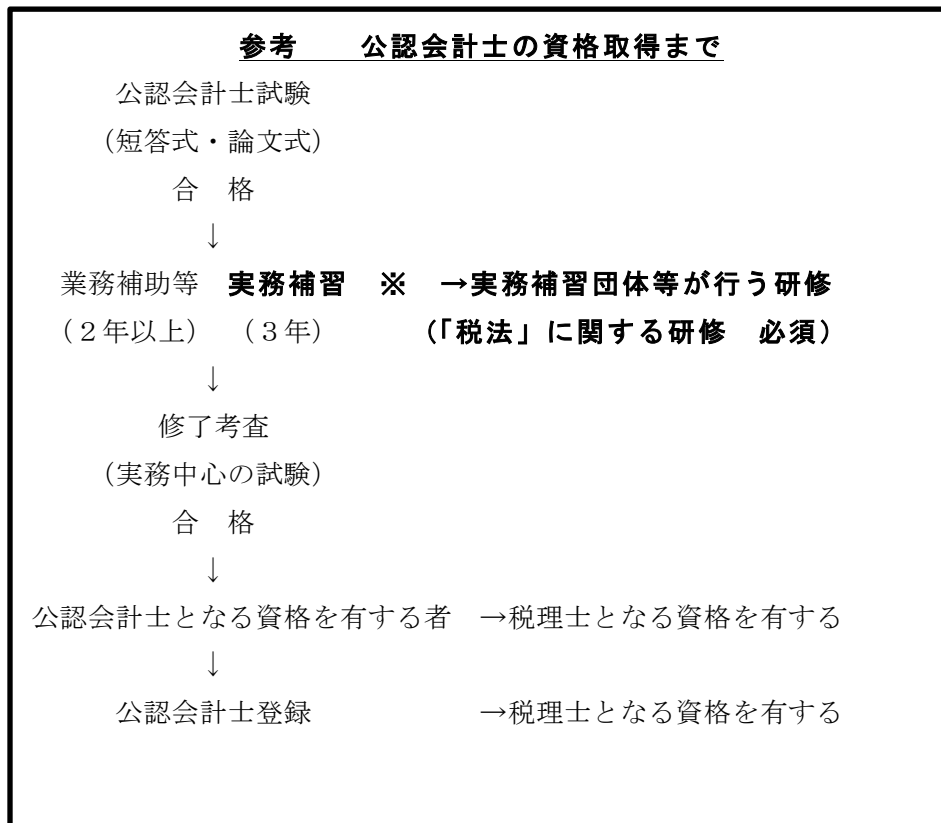 参考　　公認会計士の資格取得まで
公認会計士試験
（短答式・論文式）
合　格
↓
業務補助等　実務補習　※　→実務補習団体等が行う研修
（２年以上）　（３年）　　　（「税法」に関する研修　必須）
↓
修了考査
（実務中心の試験）
合　格
↓
公認会計士となる資格を有する者　→税理士となる資格を有する
↓
公認会計士登録　　　　　　→税理士となる資格を有する